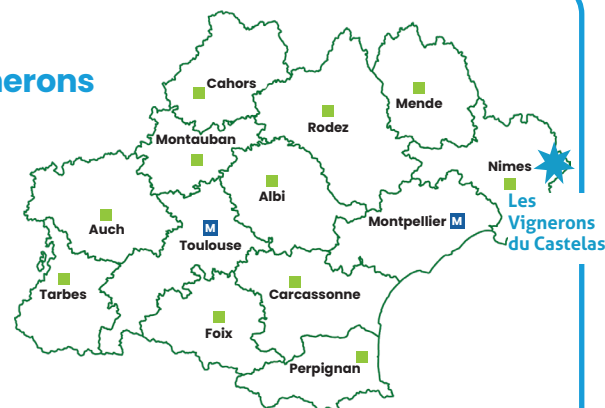 nerons
Cahors
Mende
Rodez
Montauban
Nimes
Albi
Les
Vignerons
du Castelas
Montpellier M
Auch
M
Toulouse
Tarbes
Carcassonne
Foix
Perpignan